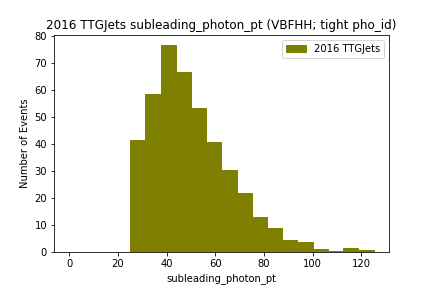 2016 TTGJets subleading_photon_pt (VBFHH; tight pho_id)
2016 TTGJets
80
70
60
50
40
30
20
10
0
Number of Events
0 20 40 60 80 100 120
subleading_photon_pt